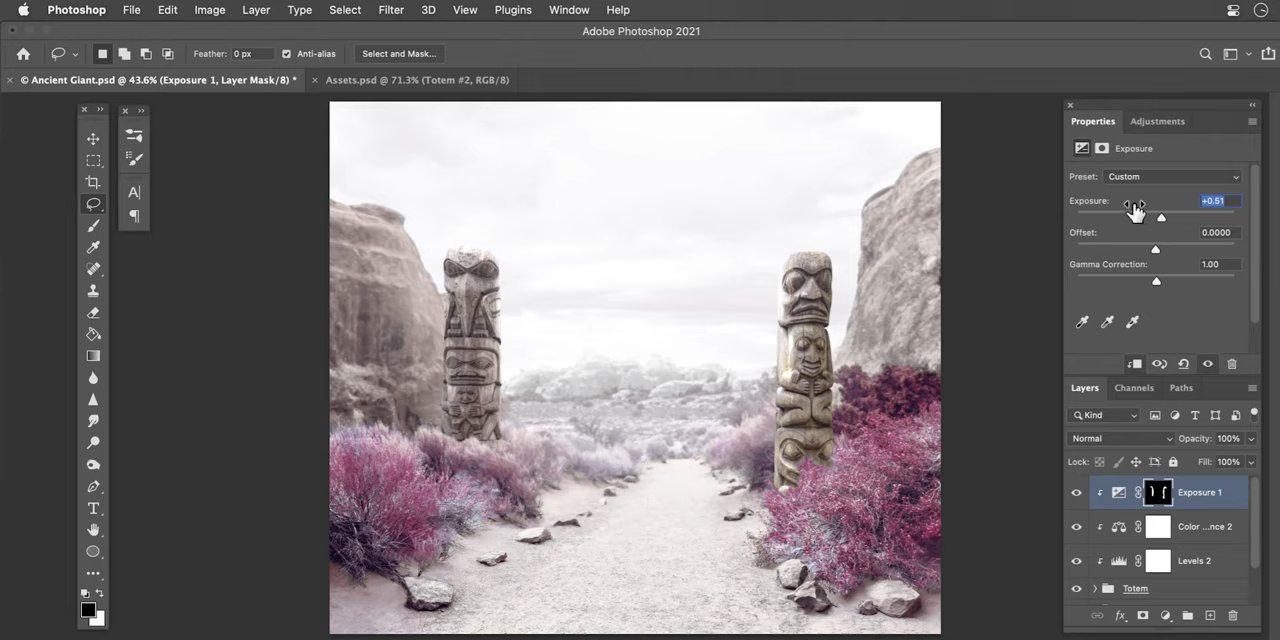 Photoshop File Edit Image Layer Type Select Filter 3D View Plugins Window Help
Adobe Photoshop 2021
Feather: 0 px Anti-alias Select and Mask...
© Ancient Giant.psd @ 43.6% (Exposure 1, Layer Mask/8) * Assets.psd @ 71.3% (Totem #2, RGB/8)
Properties Adjustments
Exposure
Preset: Custom
Exposure: +0.51
Offset: 0.0000
Gamma Correction: 1.00
Layers Channels Paths
Kind
Normal Opacity: 100%
Lock: Fill: 100%
Exposure 1
Color ...nce 2
Levels 2
Totem